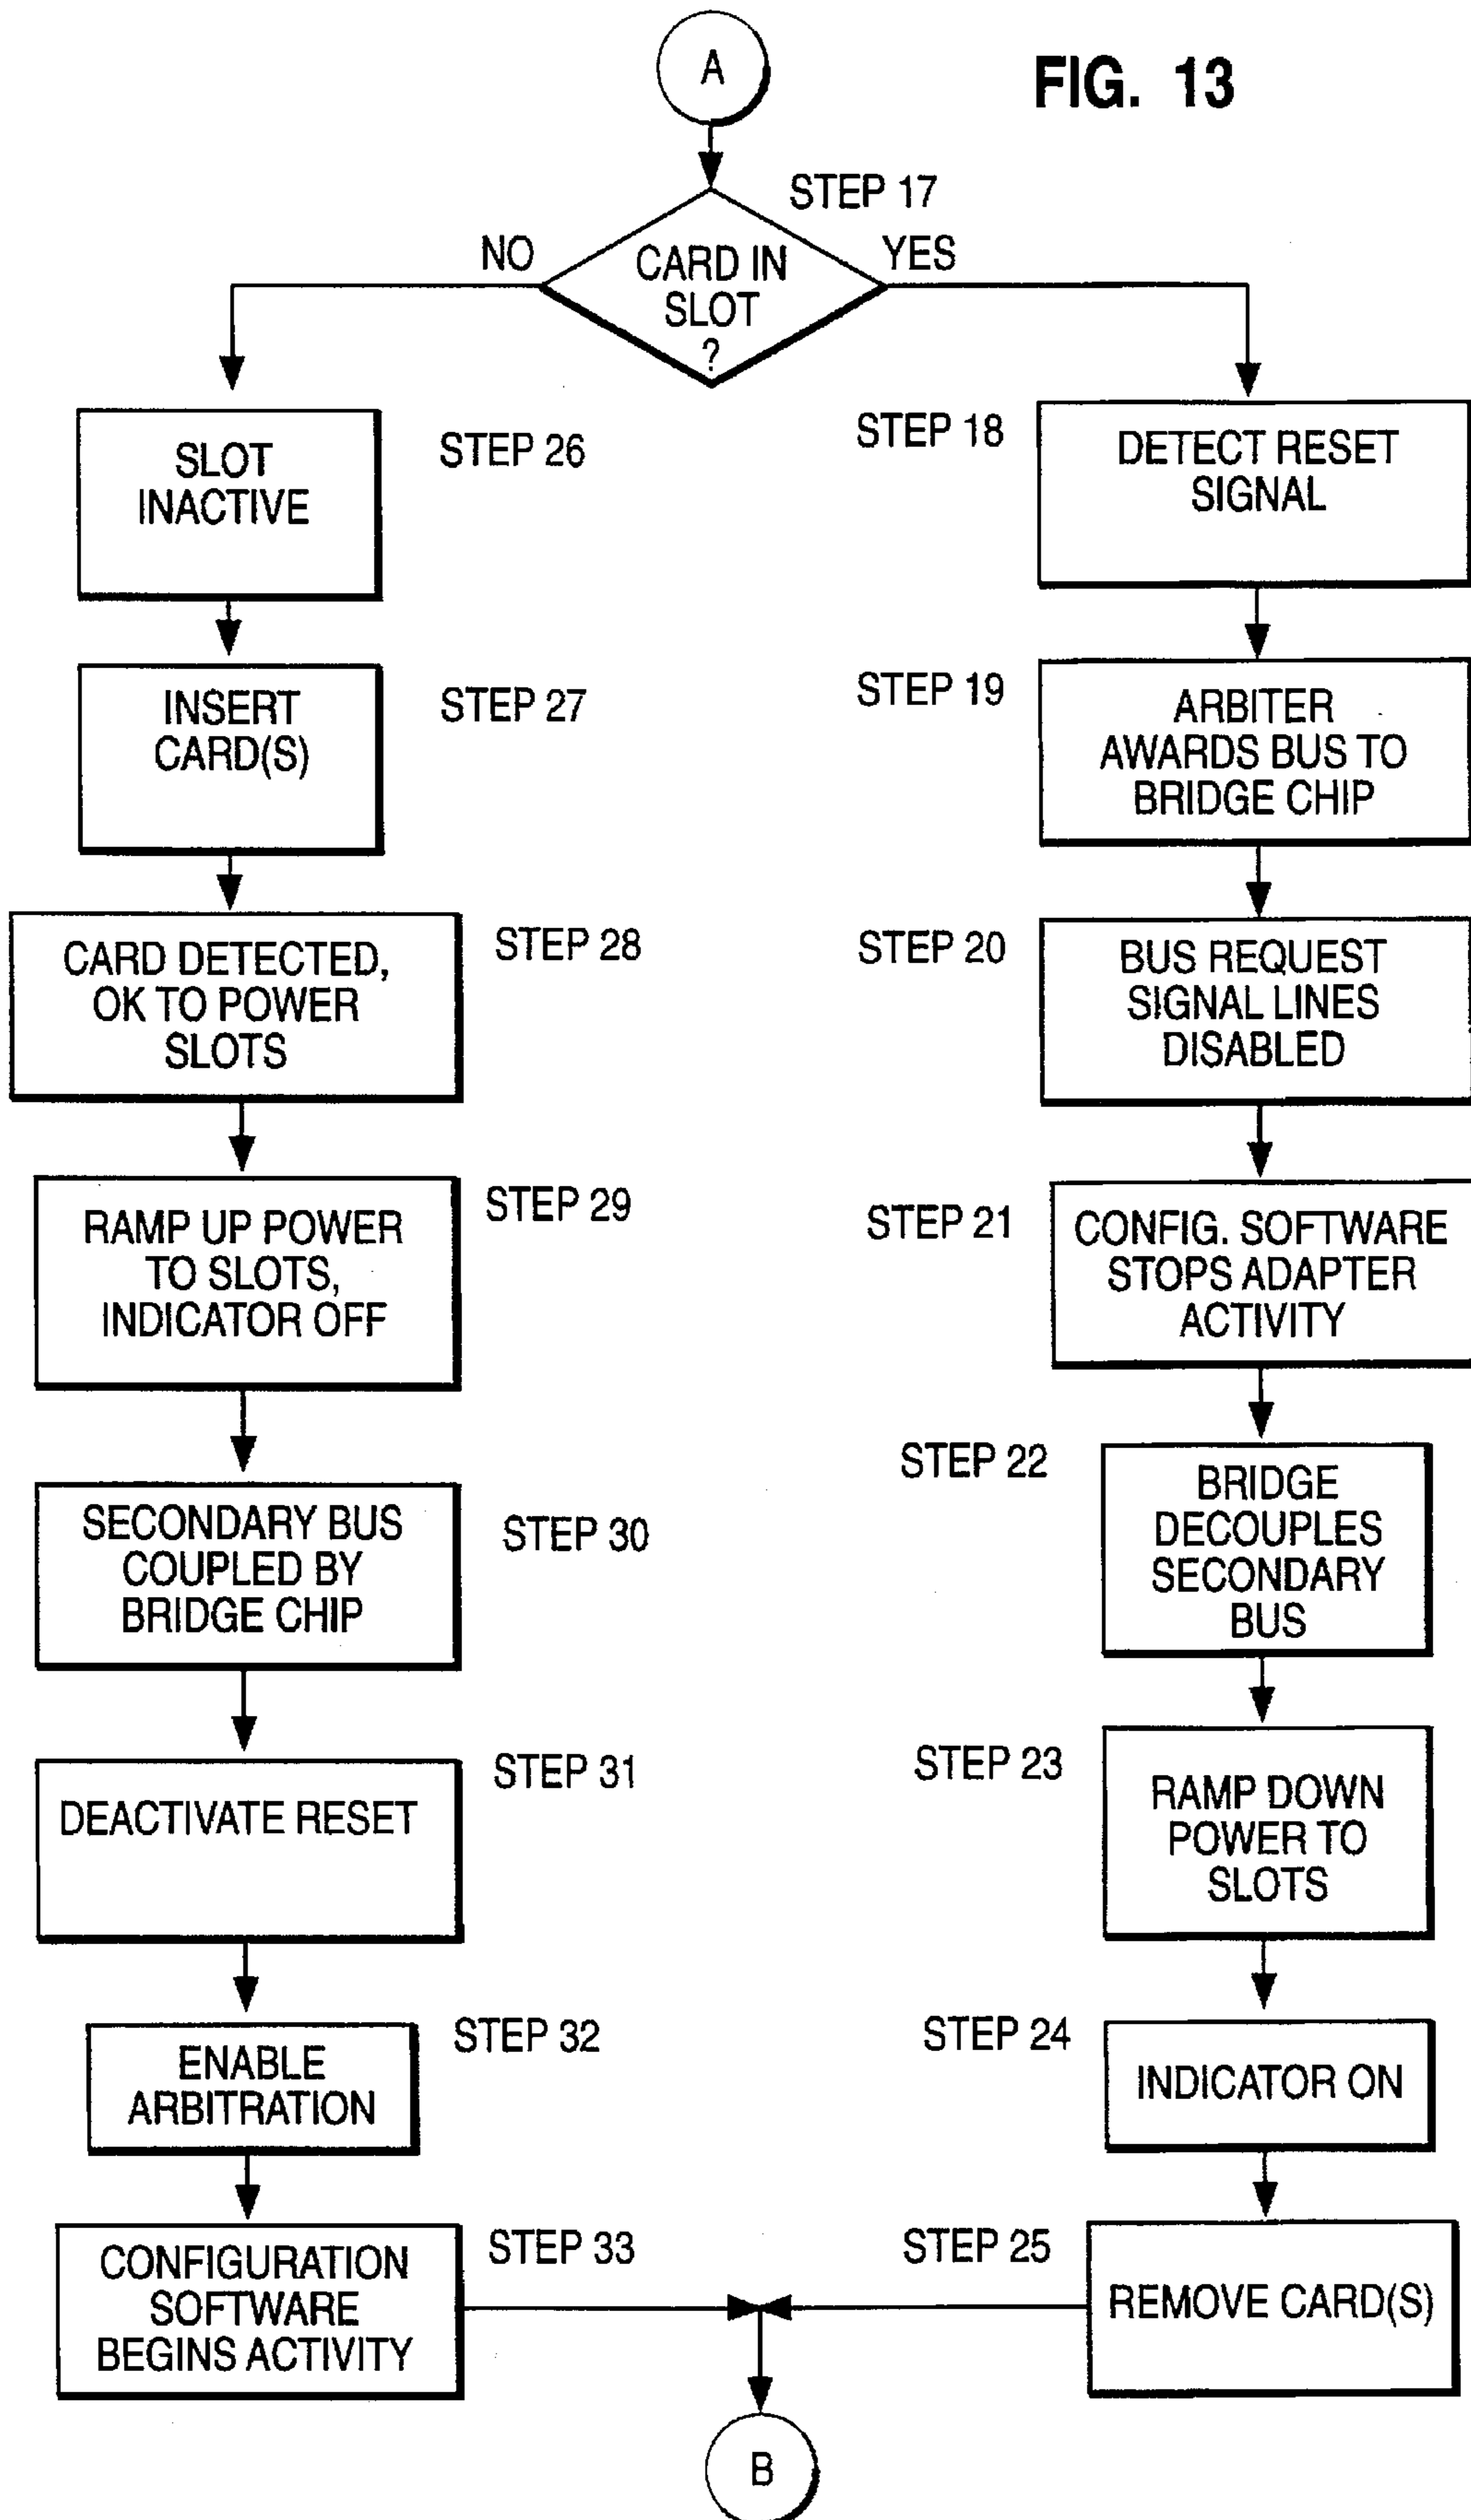 A
FIG. 13
STEP 17
NO
YES
CARD IN
SLOT
?
STEP 26
SLOT
INACTIVE
STEP 27
INSERT
CARD(S)
STEP 28
CARD DETECTED,
OK TO POWER
SLOTS
STEP 29
RAMP UP POWER
TO SLOTS,
INDICATOR OFF
STEP 30
SECONDARY BUS
COUPLED BY
BRIDGE CHIP
STEP 31
DEACTIVATE RESET
STEP 32
ENABLE
ARBITRATION
STEP 33
CONFIGURATION
SOFTWARE
BEGINS ACTIVITY
STEP 18
DETECT RESET
SIGNAL
STEP 19
ARBITER
AWARDS BUS TO
BRIDGE CHIP
STEP 20
BUS REQUEST
SIGNAL LINES
DISABLED
STEP 21
CONFIG. SOFTWARE
STOPS ADAPTER
ACTIVITY
STEP 22
BRIDGE
DECOUPLES
SECONDARY
BUS
STEP 23
RAMP DOWN
POWER TO
SLOTS
STEP 24
INDICATOR ON
STEP 25
REMOVE CARD(S)
B